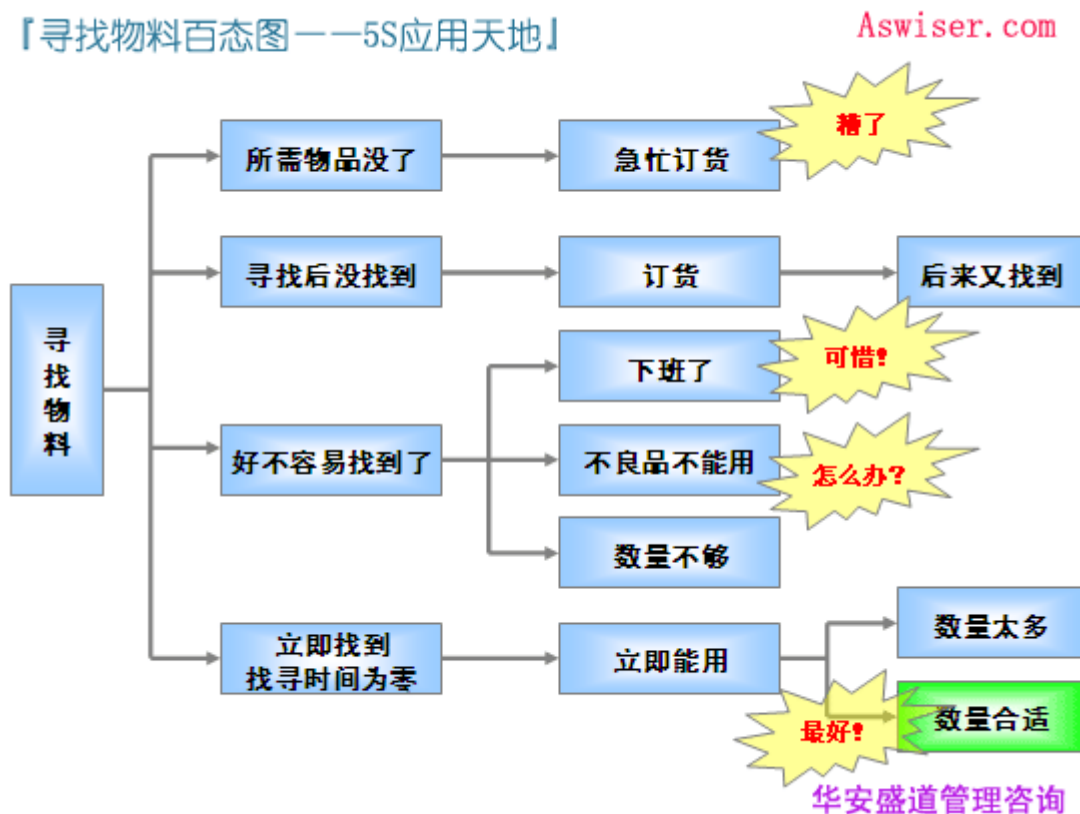 『寻找物料百态图——5S应用天地』
Aswiser.com
所需物品没了
急忙订货
糟了
寻找后没找到
订货
后来又找到
寻
找
物
料
好不容易找到了
下班了
可惜!
不良品不能用
怎么办?
数量不够
立即找到
找寻时间为零
立即能用
数量太多
数量合适
最好!
华安盛道管理咨询